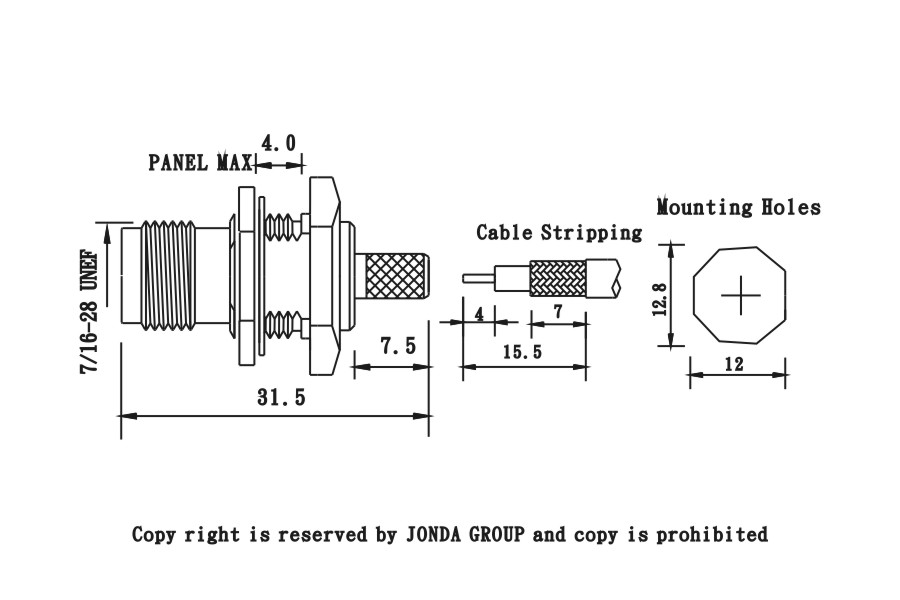 4.0
PANEL MAX
7/16-28 UNEF
7.5
31.5
Cable Stripping
4
7
15.5
Mounting Holes
12.8
12
Copy right is reserved by JONDA GROUP and copy is prohibited